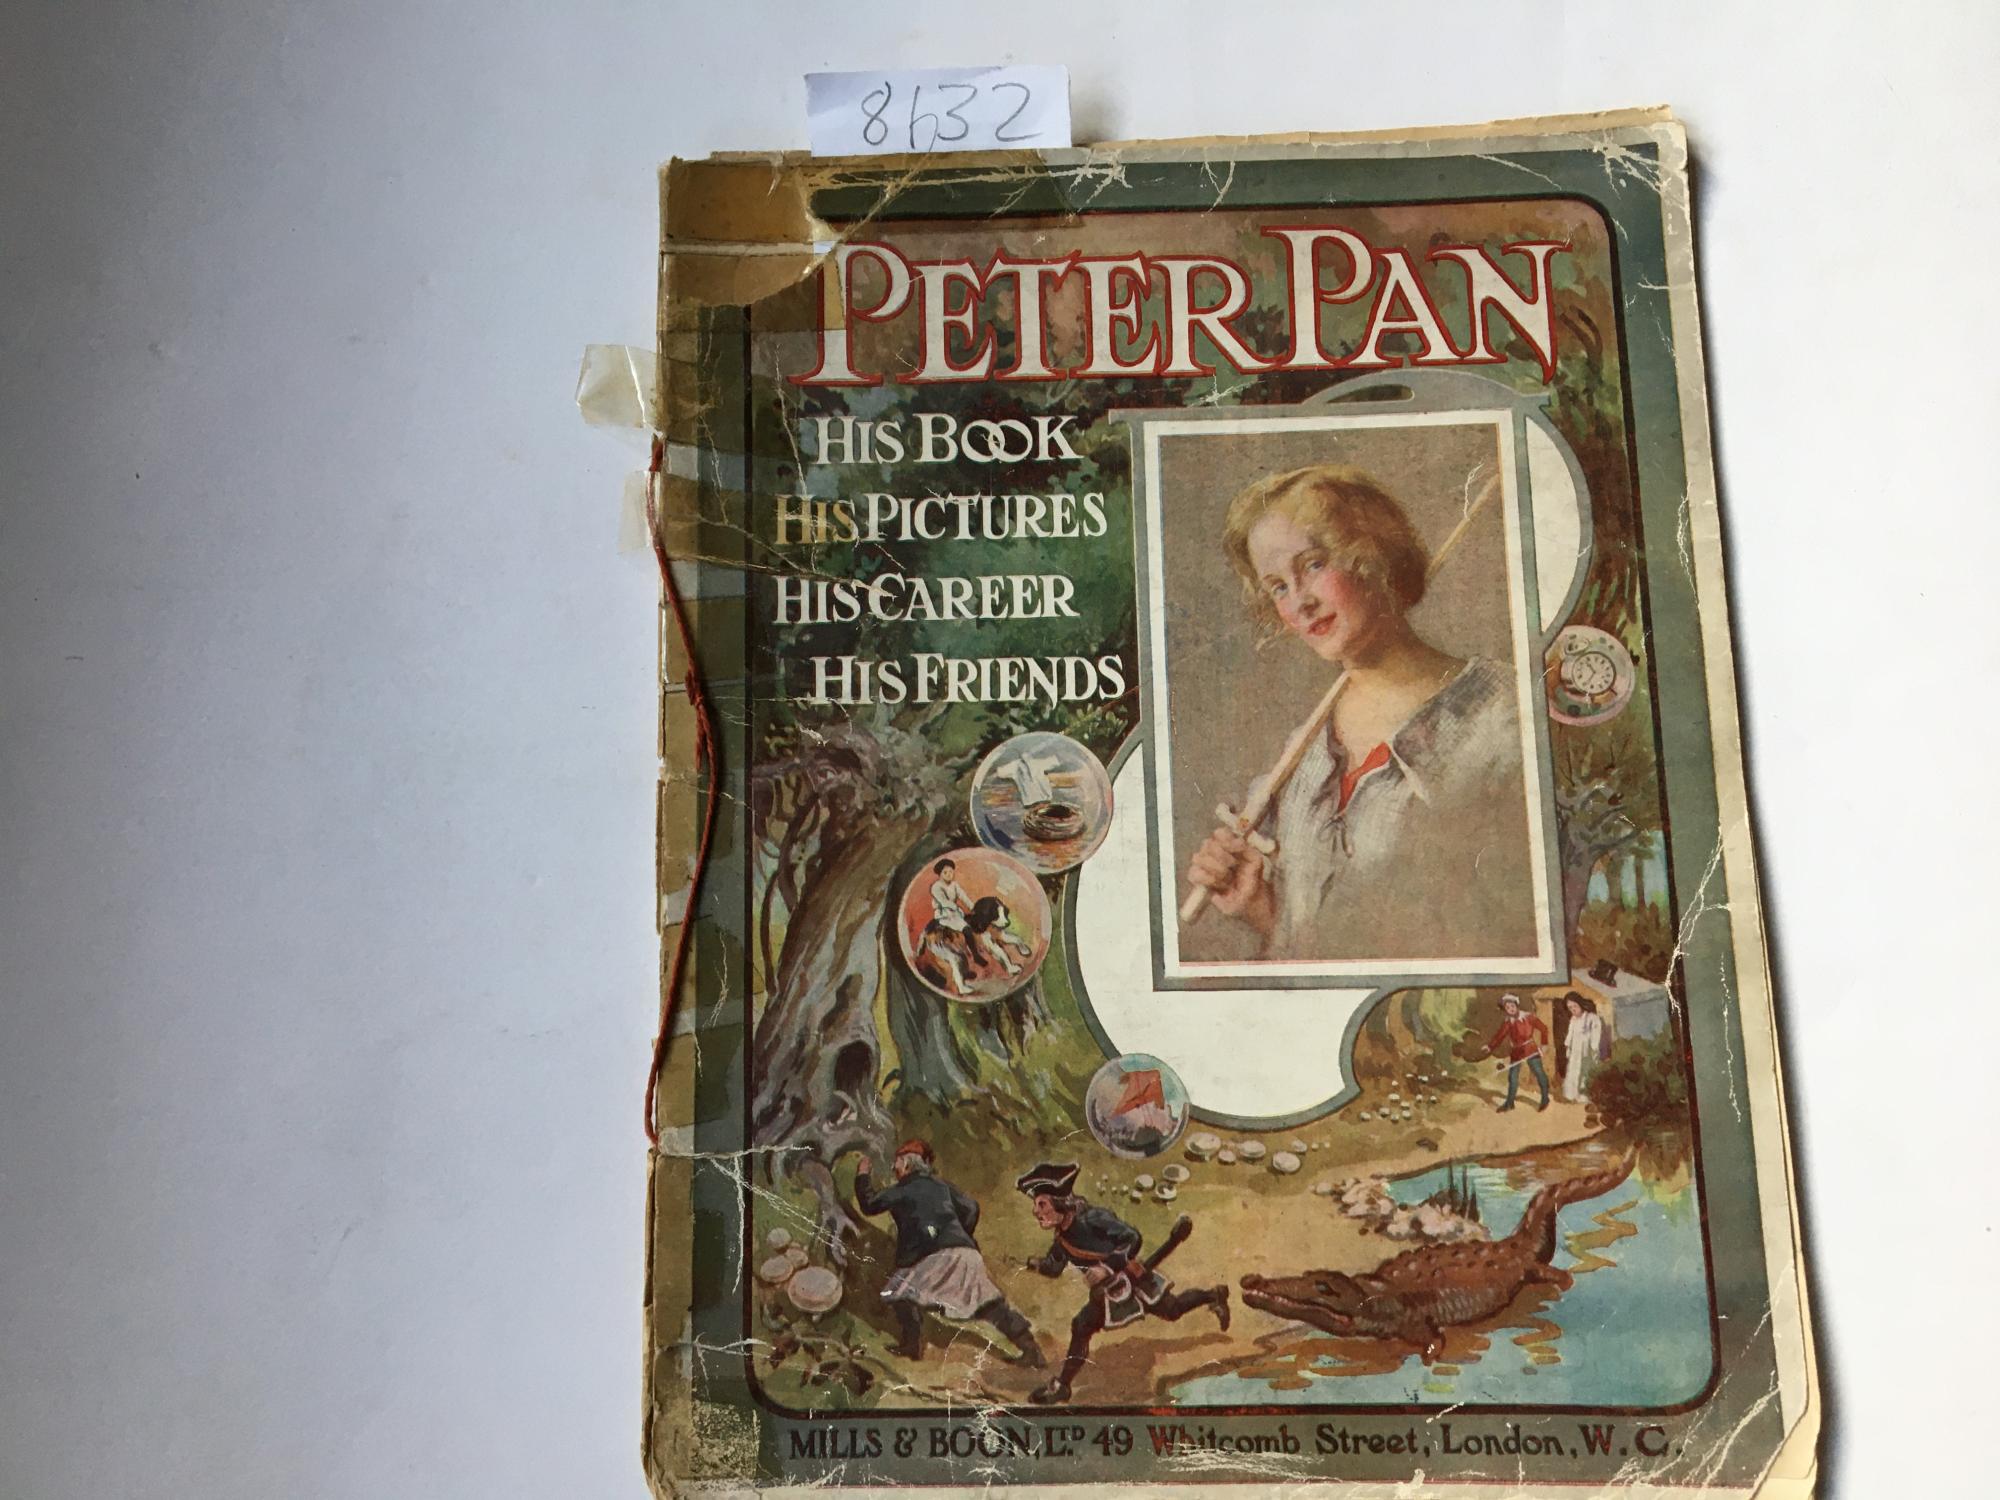 8632
PETER PAN
HIS BOOK
HIS PICTURES
HIS CAREER
HIS FRIENDS
MILLS & BOON, LTD 49 Whitcomb Street, London, W. C.